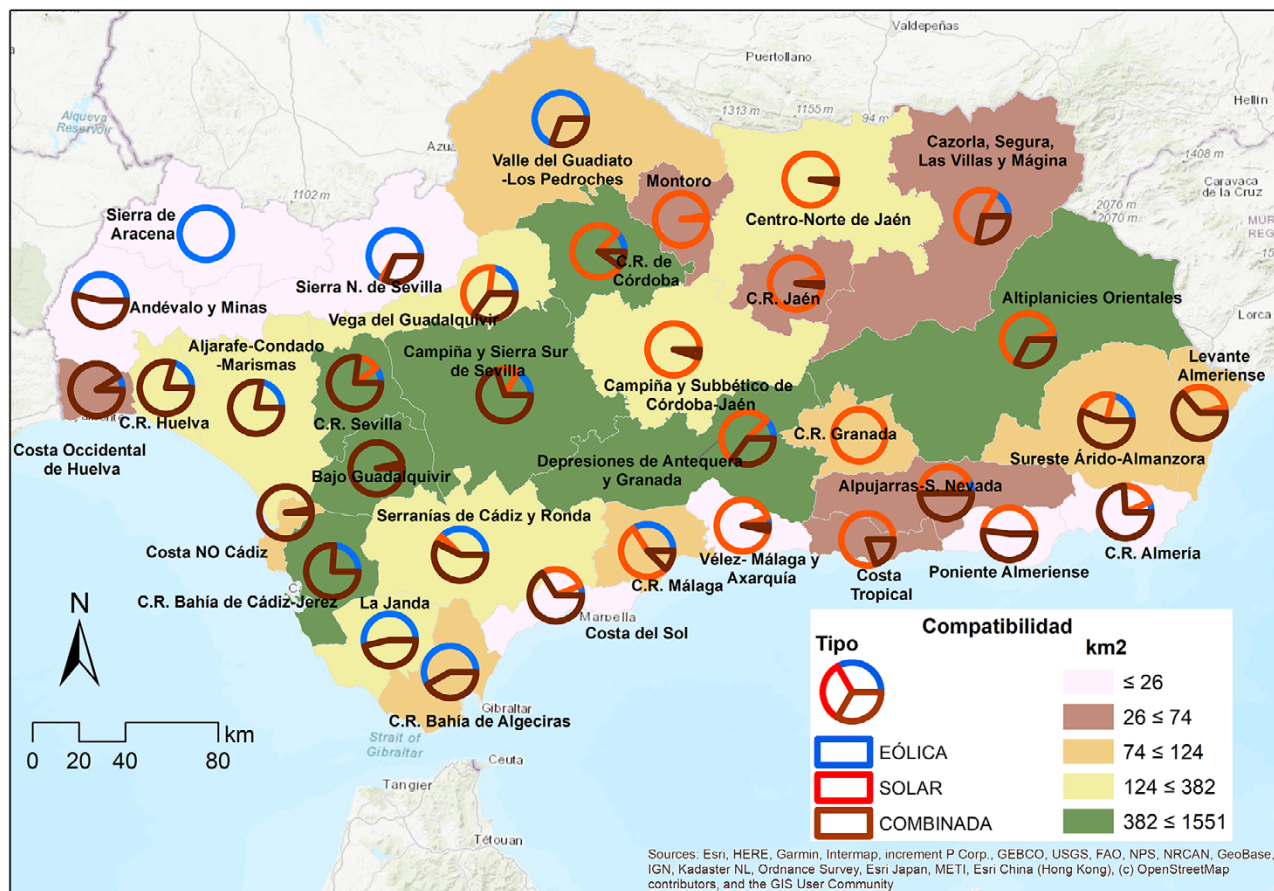 Valdepeñas
Puertollano
Hellín
Alqueva
Reservoir
1313 m
1155 m
94 m
Azua
Valle del Guadiato
-Los Pedroches
Montoro
Cazorla, Segura,
Las Villas y Mágina
1408 m
Caravaca
de la Cruz
1102 m
Sierra de
Aracena
Centro-Norte de Jaén
2076 m
2070 m
MUR
REG
Sierra N. de Sevilla
C.R. de
Córdoba
Andévalo y Minas
C.R. Jaén
Altiplanicies Orientales
Lorca
Vega del Guadalquivir
Aljarafe-Condado
-Marismas
Campiña y Sierra Sur
de Sevilla
Levante
Almeriense
Campiña y Subbético de
Córdoba-Jaén
C.R. Huelva
C.R. Sevilla
C.R. Granada
Costa Occidental
de Huelva
Sureste Árido-Almanzora
Bajo Guadalquivir
Depresiones de Antequera
y Granada
Alpujarras-S. Nevada
Serranías de Cádiz y Ronda
Costa NO Cádiz
C.R. Almería
Vélez- Málaga y
Axarquía
Costa
Tropical
Poniente Almeriense
C.R. Málaga
C.R. Bahía de Cádiz-Jerez
La Janda
Marbella
Costa del Sol
N
Gibraltar
C.R. Bahía de Algeciras
Strait of
Gibraltar
km
0 20 40 80
Ceuta
Tangier
Tétouan
Compatibilidad
Tipo
km2
EÓLICA
SOLAR
COMBINADA
≤ 26
26 ≤ 74
74 ≤ 124
124 ≤ 382
382 ≤ 1551
Sources: Esri, HERE, Garmin, Intermap, increment P Corp., GEBCO, USGS, FAO, NPS, NRCAN, GeoBase,
IGN, Kadaster NL, Ordnance Survey, Esri Japan, METI, Esri China (Hong Kong), (c) OpenStreetMap
contributors, and the GIS User Community